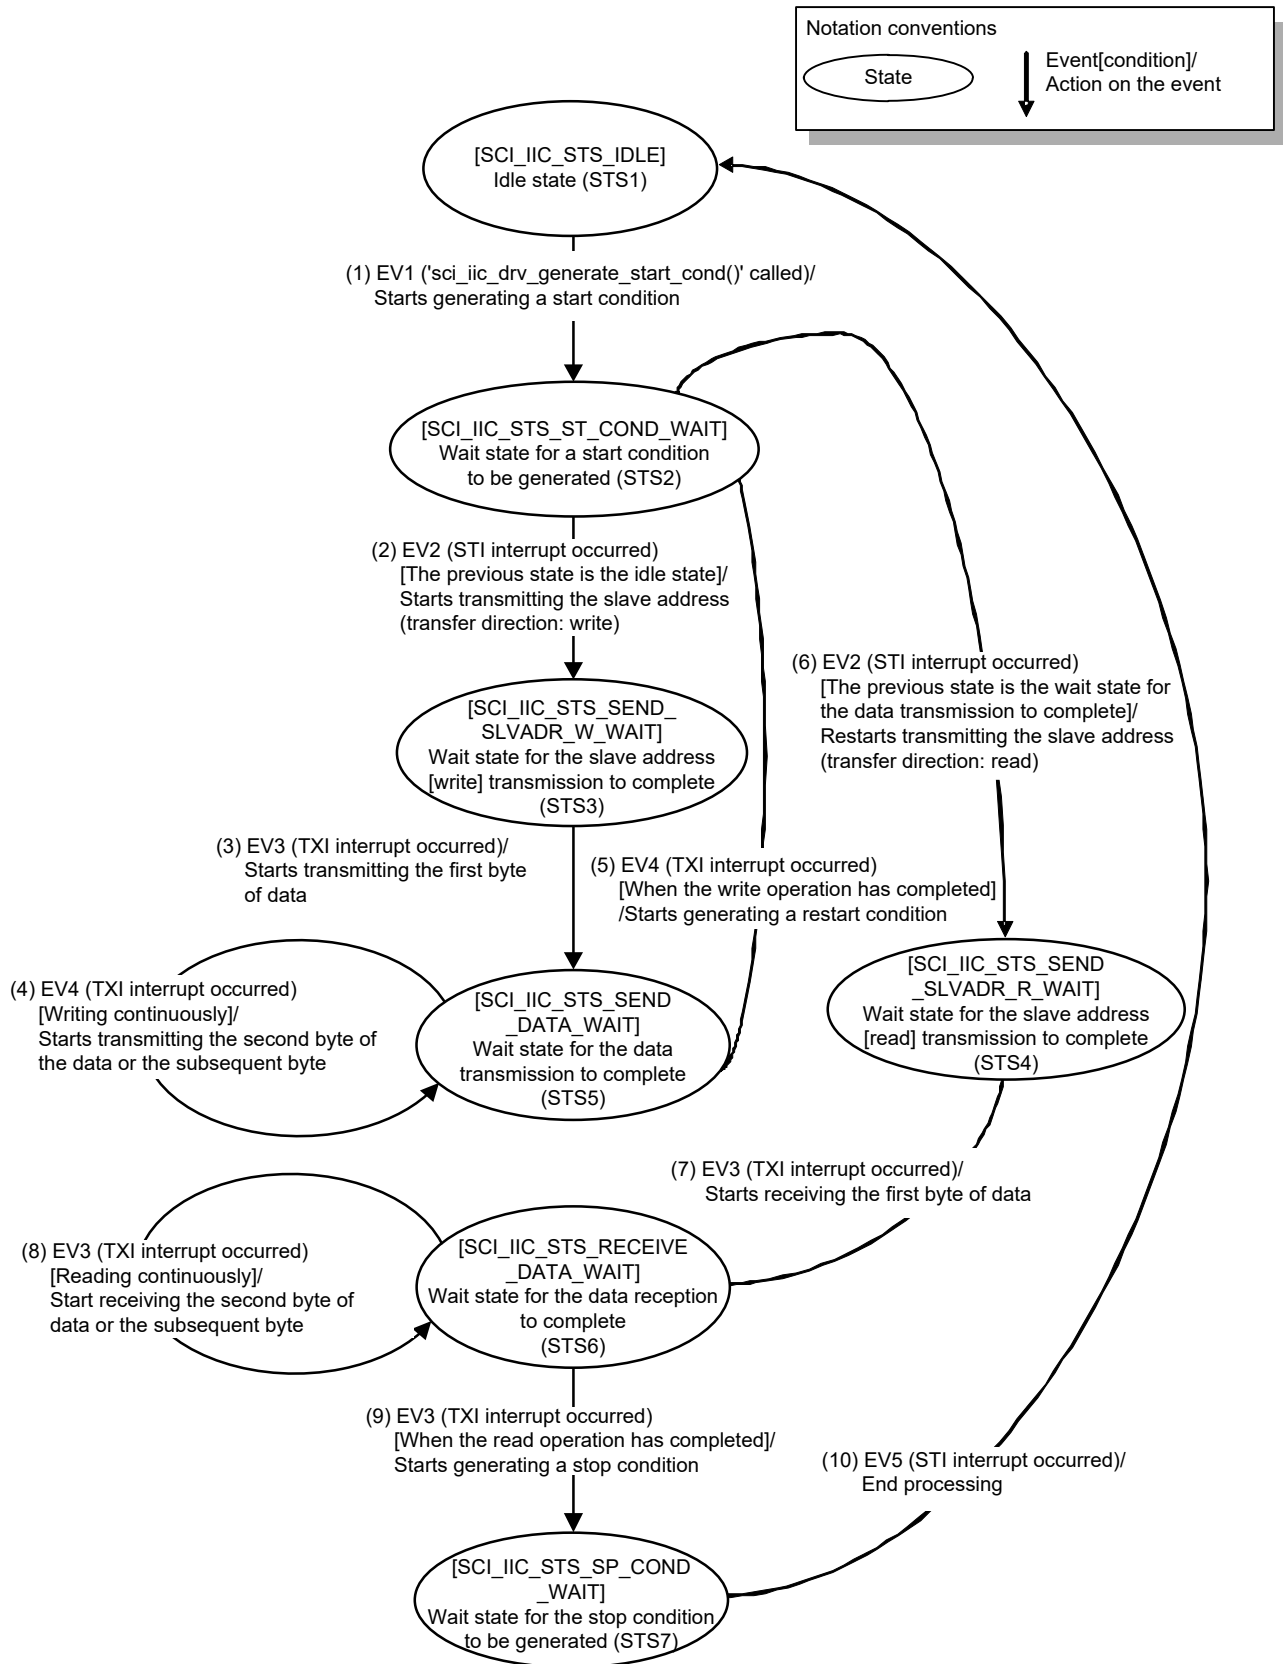 Notation conventions
State
Event[condition]/
Action on the event
[SCI_IIC_STS_IDLE]
Idle state (STS1)
(1) EV1 ('sci_iic_drv_generate_start_cond()' called)/
Starts generating a start condition
[SCI_IIC_STS_ST_COND_WAIT]
Wait state for a start condition
to be generated (STS2)
(2) EV2 (STI interrupt occurred)
[The previous state is the idle state]/
Starts transmitting the slave address
(transfer direction: write)
(6) EV2 (STI interrupt occurred)
[The previous state is the wait state for
the data transmission to complete]/
Restarts transmitting the slave address
(transfer direction: read)
[SCI_IIC_STS_SEND_
SLVADR_W_WAIT]
Wait state for the slave address
[write] transmission to complete
(STS3)
(3) EV3 (TXI interrupt occurred)/
Starts transmitting the first byte
of data
(5) EV4 (TXI interrupt occurred)
[When the write operation has completed]
/Starts generating a restart condition
(4) EV4 (TXI interrupt occurred)
[Writing continuously]/
Starts transmitting the second byte of
the data or the subsequent byte
[SCI_IIC_STS_SEND
_DATA_WAIT]
Wait state for the data
transmission to complete
(STS5)
[SCI_IIC_STS_SEND
_SLVADR_R_WAIT]
Wait state for the slave address
[read] transmission to complete
(STS4)
(7) EV3 (TXI interrupt occurred)/
Starts receiving the first byte of data
(8) EV3 (TXI interrupt occurred)
[Reading continuously]/
Start receiving the second byte of
data or the subsequent byte
[SCI_IIC_STS_RECEIVE
_DATA_WAIT]
Wait state for the data reception
to complete
(STS6)
(9) EV3 (TXI interrupt occurred)
[When the read operation has completed]/
Starts generating a stop condition
(10) EV5 (STI interrupt occurred)/
End processing
[SCI_IIC_STS_SP_COND
_WAIT]
Wait state for the stop condition
to be generated (STS7)